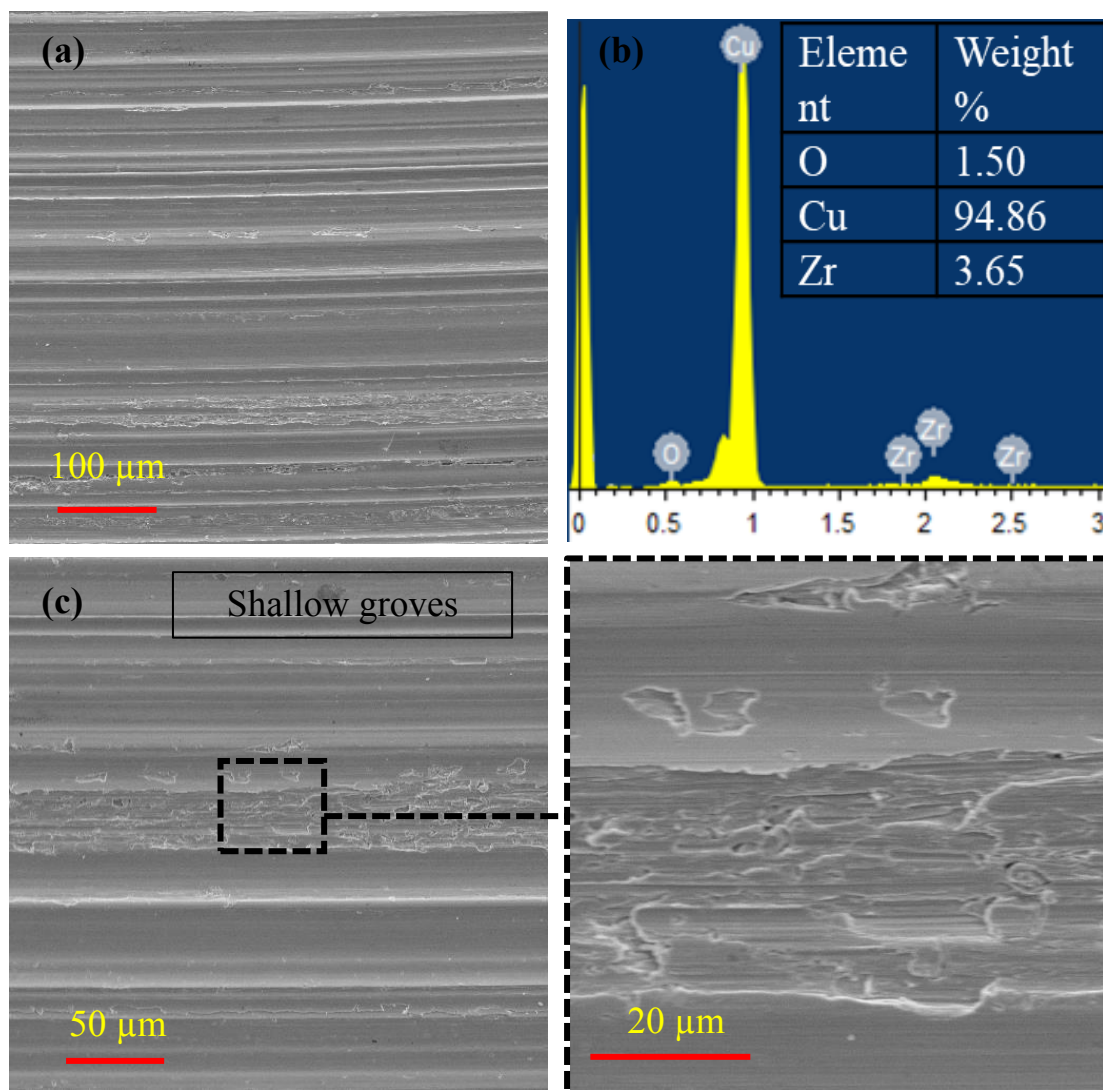 (a)
100 µm
(b)
Cu
O
Zr
Zr
Zr
0 0.5 1 1.5 2 2.5 3
Eleme Weight
nt %
O 1.50
Cu 94.86
Zr 3.65
(c)
Shallow groves
50 µm
20 µm